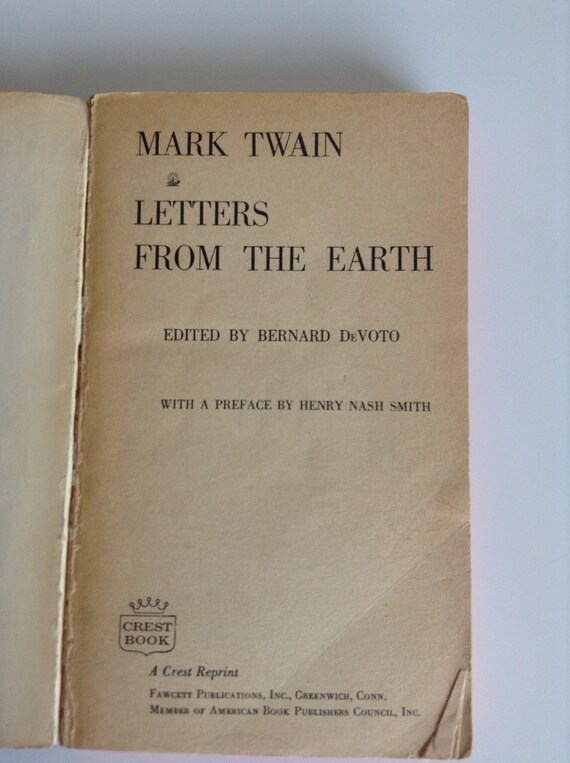 MARK TWAIN
LETTERS
FROM THE EARTH
EDITED BY BERNARD DeVOTO
WITH A PREFACE BY HENRY NASH SMITH
CREST
BOOK
A Crest Reprint
Fawcett Publications, Inc., Greenwich, Conn.
Member of American Book Publishers Council, Inc.